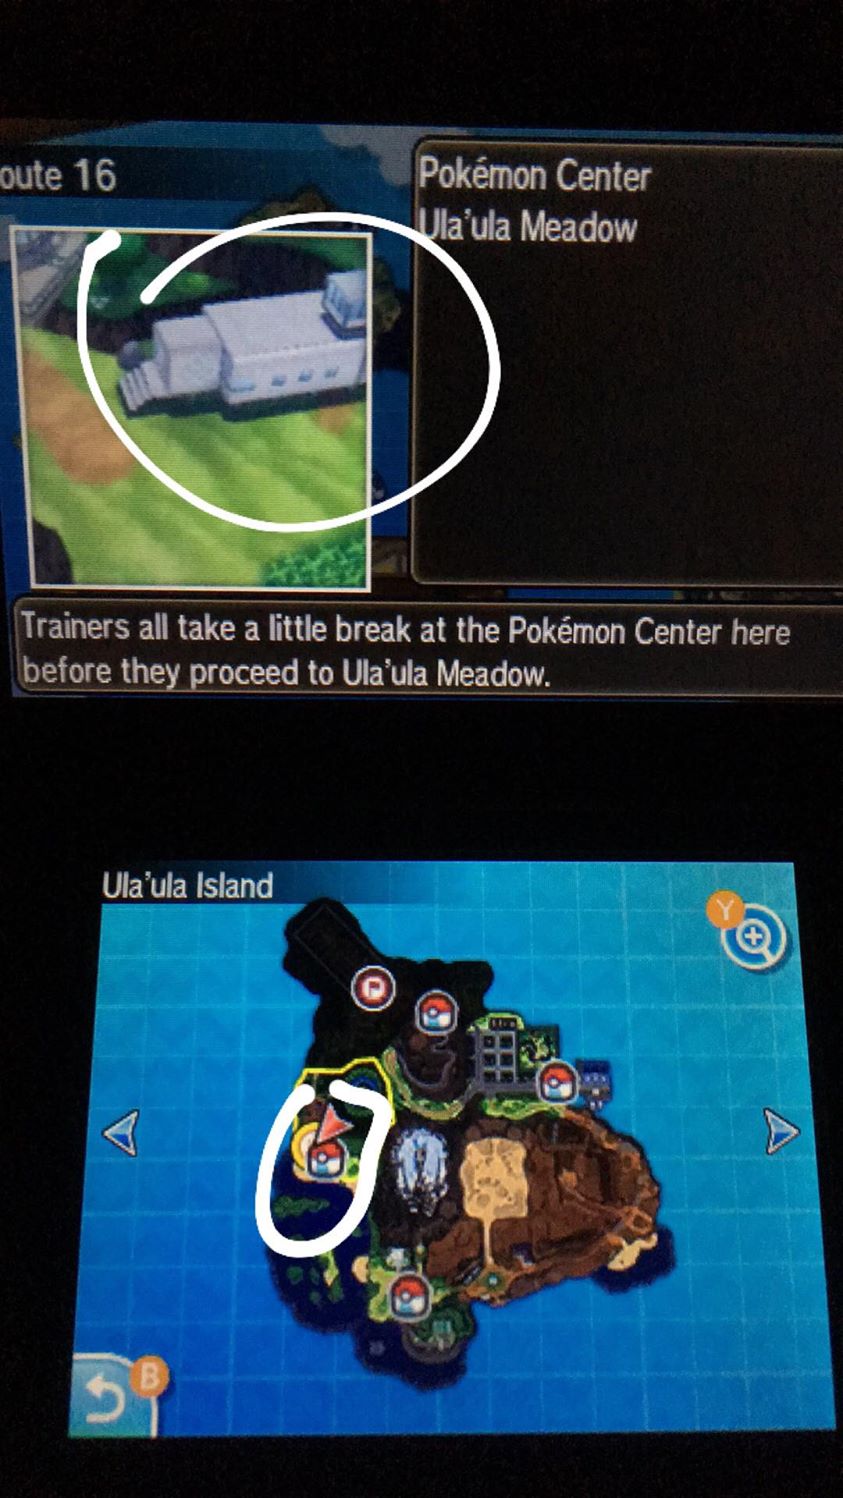 oute 16
Pokémon Center
Ula'ula Meadow
Trainers all take a little break at the Pokémon Center here
before they proceed to Ula'ula Meadow.
Ula'ula Island
Y
B